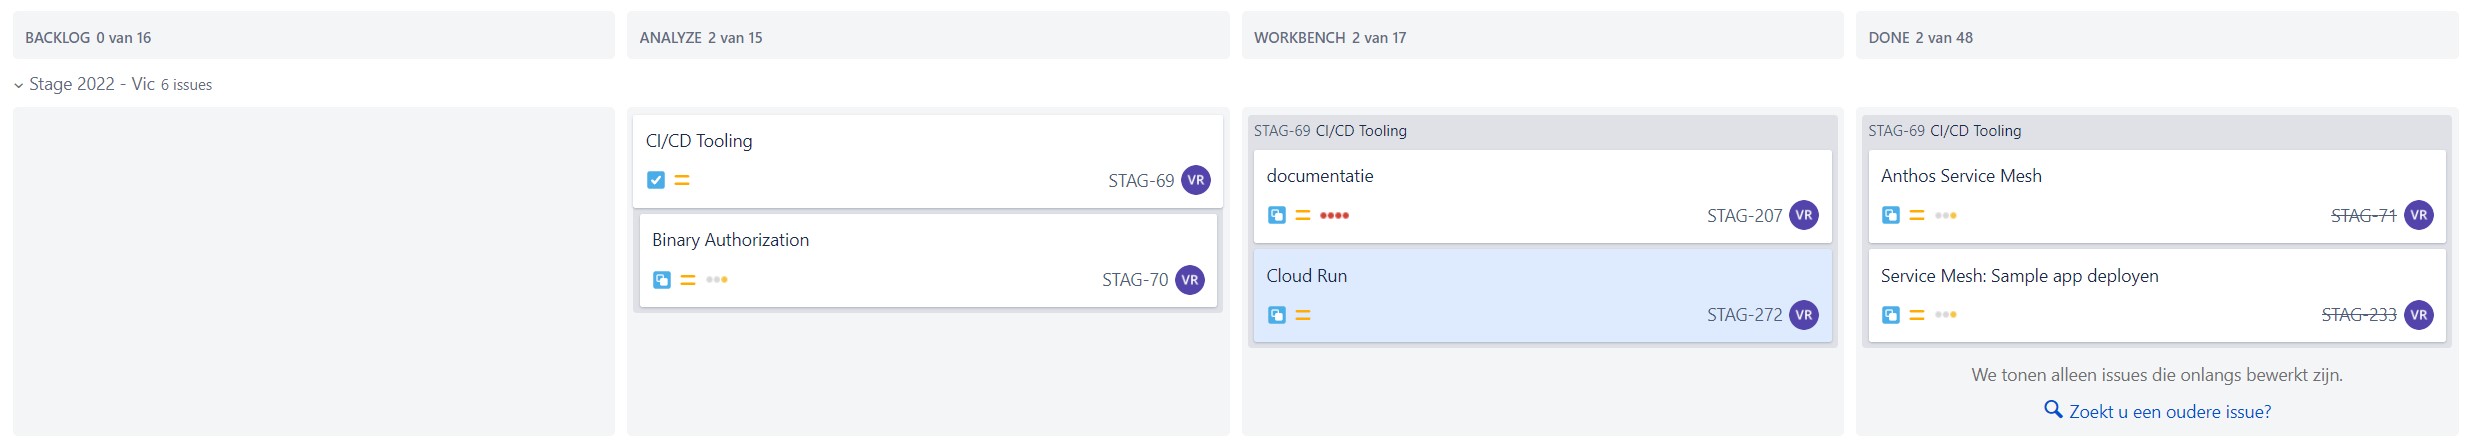 BACKLOG 0 van 16
ANALYZE 2 van 15
WORKBENCH 2 van 17
DONE 2 van 48
Stage 2022 - Vic 6 issues
CI/CD Tooling
STAG-69 VR
Binary Authorization
STAG-70 VR
STAG-69 CI/CD Tooling
documentatie
STAG-207 VR
Cloud Run
STAG-272 VR
STAG-69 CI/CD Tooling
Anthos Service Mesh
STAG-71 VR
Service Mesh: Sample app deployen
STAG-233 VR
We tonen alleen issues die onlangs bewerkt zijn.
Zoekt u een oudere issue?